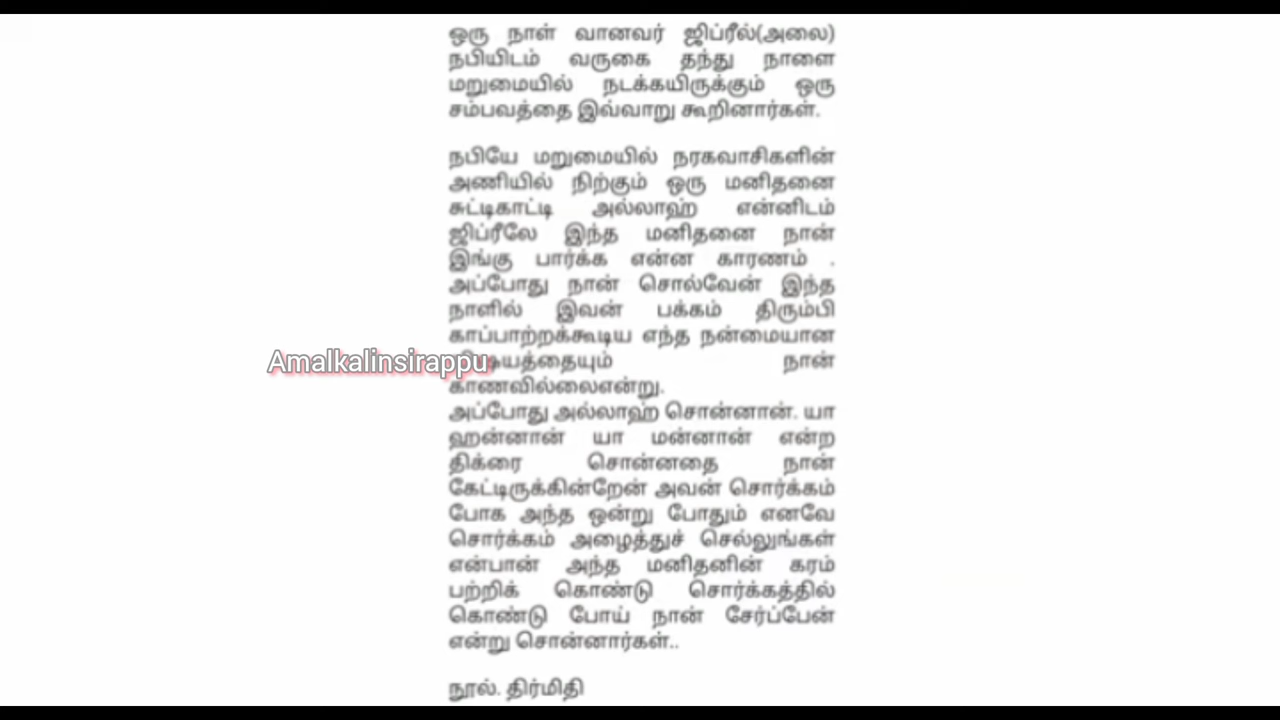 ஒரு நாள் வானவர் ஜிப்ரீல்(அலை)
நபியிடம் வருகை தந்து நாளை
மறுமையில் நடக்கயிருக்கும் ஒரு
சம்பவத்தை இவ்வாறு கூறினார்கள்.
நபியே மறுமையில் நரகவாசிகளின்
அணியில் நிற்கும் ஒரு மனிதனை
சுட்டிகாட்டி அல்லாஹ் என்னிடம்
ஜிப்ரீலே இந்த மனிதனை நான்
இங்கு பார்க்க என்ன காரணம் .
அப்போது நான் சொல்வேன் இந்த
நாளில் இவன் பக்கம் திரும்பி
காப்பாற்றக்கூடிய எந்த நன்மையான
Amalkalinsirappu
நான்
காணவில்லைஎன்று.
அப்போது அல்லாஹ் சொன்னான். யா
ஹன்னான் யா மன்னான் என்ற
திக்ரை சொன்னதை நான்
கேட்டிருக்கின்றேன் அவன் சொர்க்கம்
போக அந்த ஒன்று போதும் எனவே
சொர்க்கம் அழைத்துச் செல்லுங்கள்
என்பான் அந்த மனிதனின் கரம்
பற்றிக் கொண்டு சொர்க்கத்தில்
கொண்டு போய் நான் சேர்ப்பேன்
என்று சொன்னார்கள்..
நூல். திர்மிதி